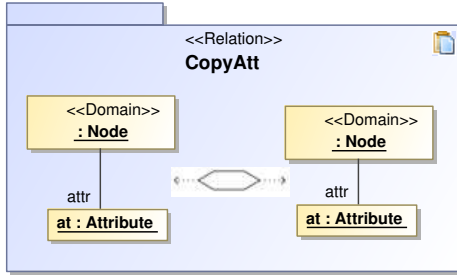 <<Relation>>
CopyAtt
<<Domain>>
: Node
attr
at : Attribute
<<Domain>>
: Node
attr
at : Attribute